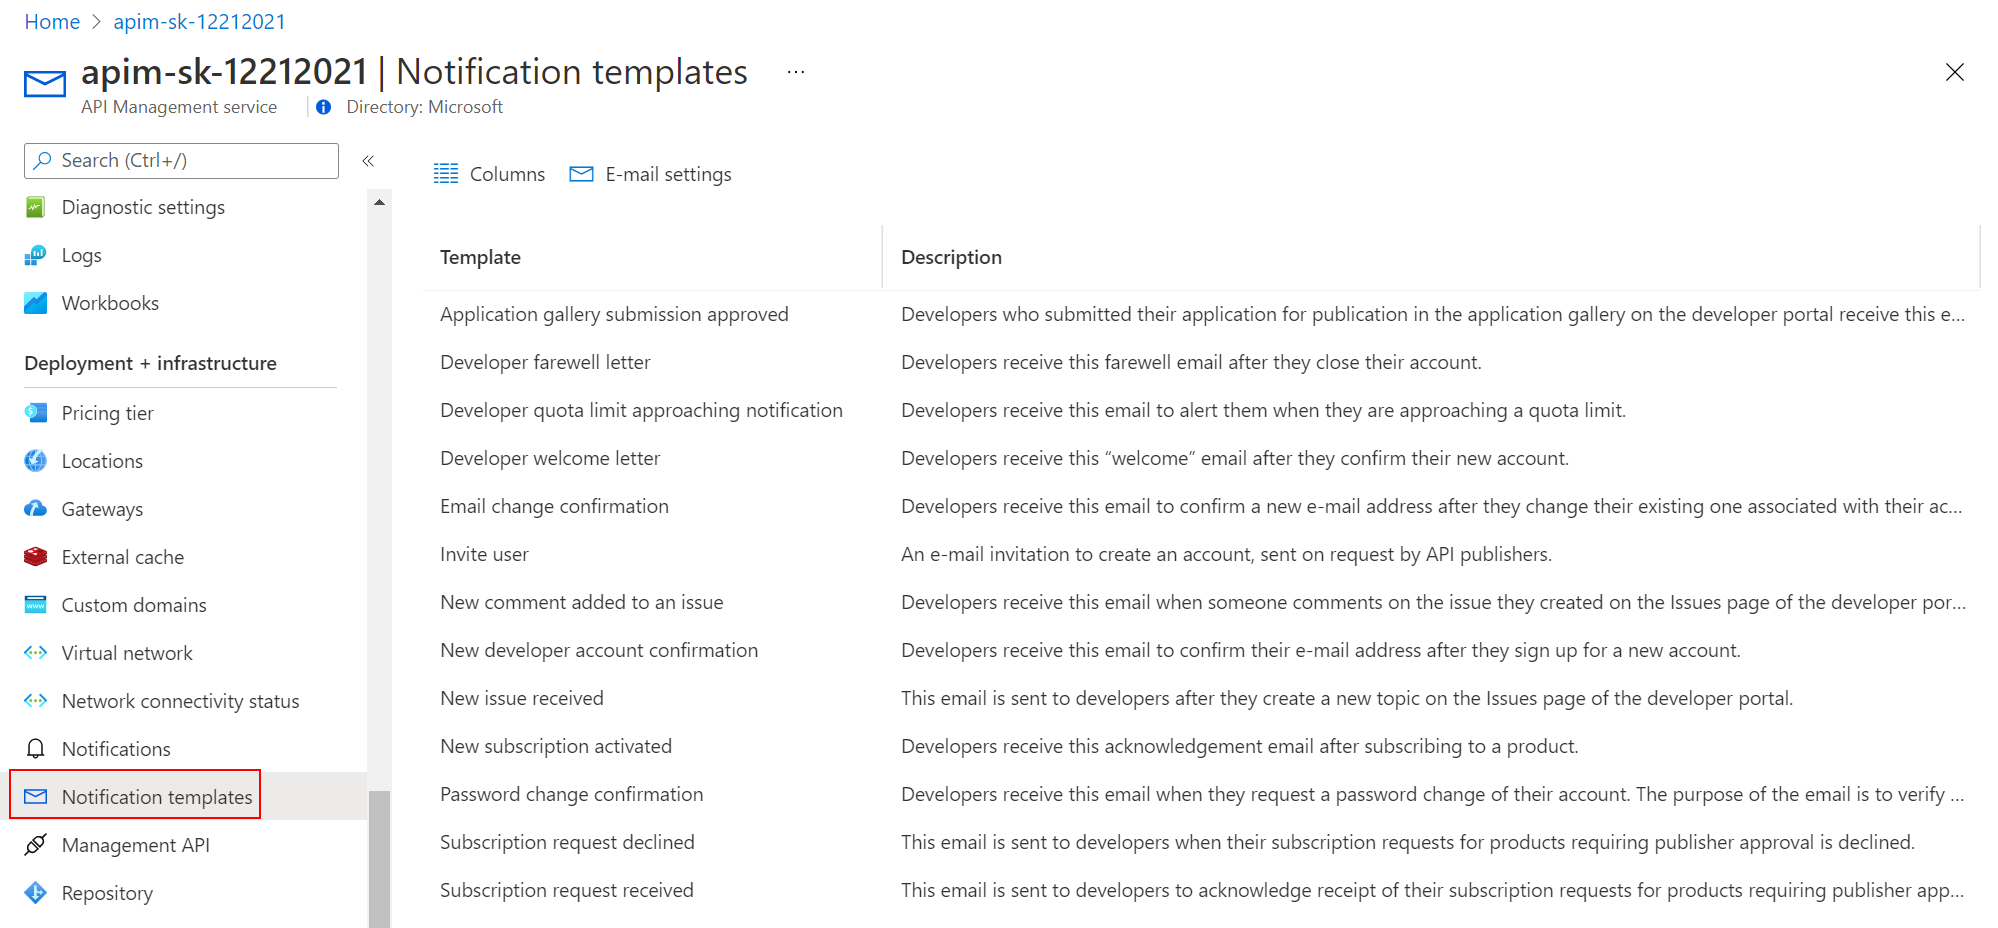 Home > apim-sk-12212021
apim-sk-12212021 | Notification templates ...
API Management service
Directory: Microsoft
Search (Ctrl+/)
«
Diagnostic settings
Logs
Workbooks
Deployment + infrastructure
Pricing tier
Locations
Gateways
External cache
Custom domains
Virtual network
Network connectivity status
Notifications
Notification templates
Management API
Repository
Columns
E-mail settings
Template Description
Application gallery submission approved Developers who submitted their application for publication in the application gallery on the developer portal receive this e...
Developer farewell letter Developers receive this farewell email after they close their account.
Developer quota limit approaching notification Developers receive this email to alert them when they are approaching a quota limit.
Developer welcome letter Developers receive this “welcome” email after they confirm their new account.
Email change confirmation Developers receive this email to confirm a new e-mail address after they change their existing one associated with their ac...
Invite user An e-mail invitation to create an account, sent on request by API publishers.
New comment added to an issue Developers receive this email when someone comments on the issue they created on the Issues page of the developer por...
New developer account confirmation Developers receive this email to confirm their e-mail address after they sign up for a new account.
New issue received This email is sent to developers after they create a new topic on the Issues page of the developer portal.
New subscription activated Developers receive this acknowledgement email after subscribing to a product.
Password change confirmation Developers receive this email when they request a password change of their account. The purpose of the email is to verify ...
Subscription request declined This email is sent to developers when their subscription requests for products requiring publisher approval is declined.
Subscription request received This email is sent to developers to acknowledge receipt of their subscription requests for products requiring publisher app...